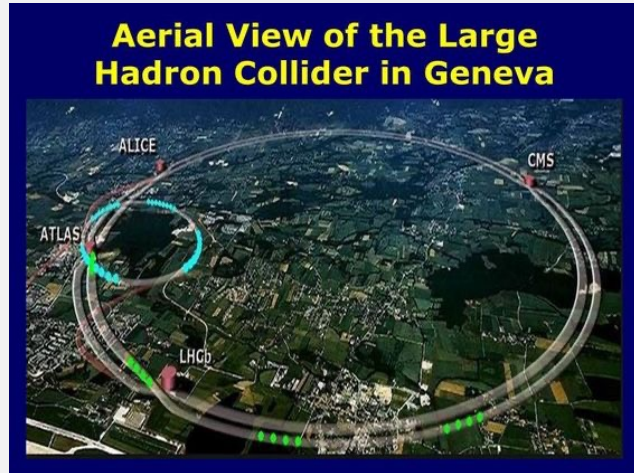 Aerial View of the Large
Hadron Collider in Geneva
ALICE
CMS
ATLAS
LHCb